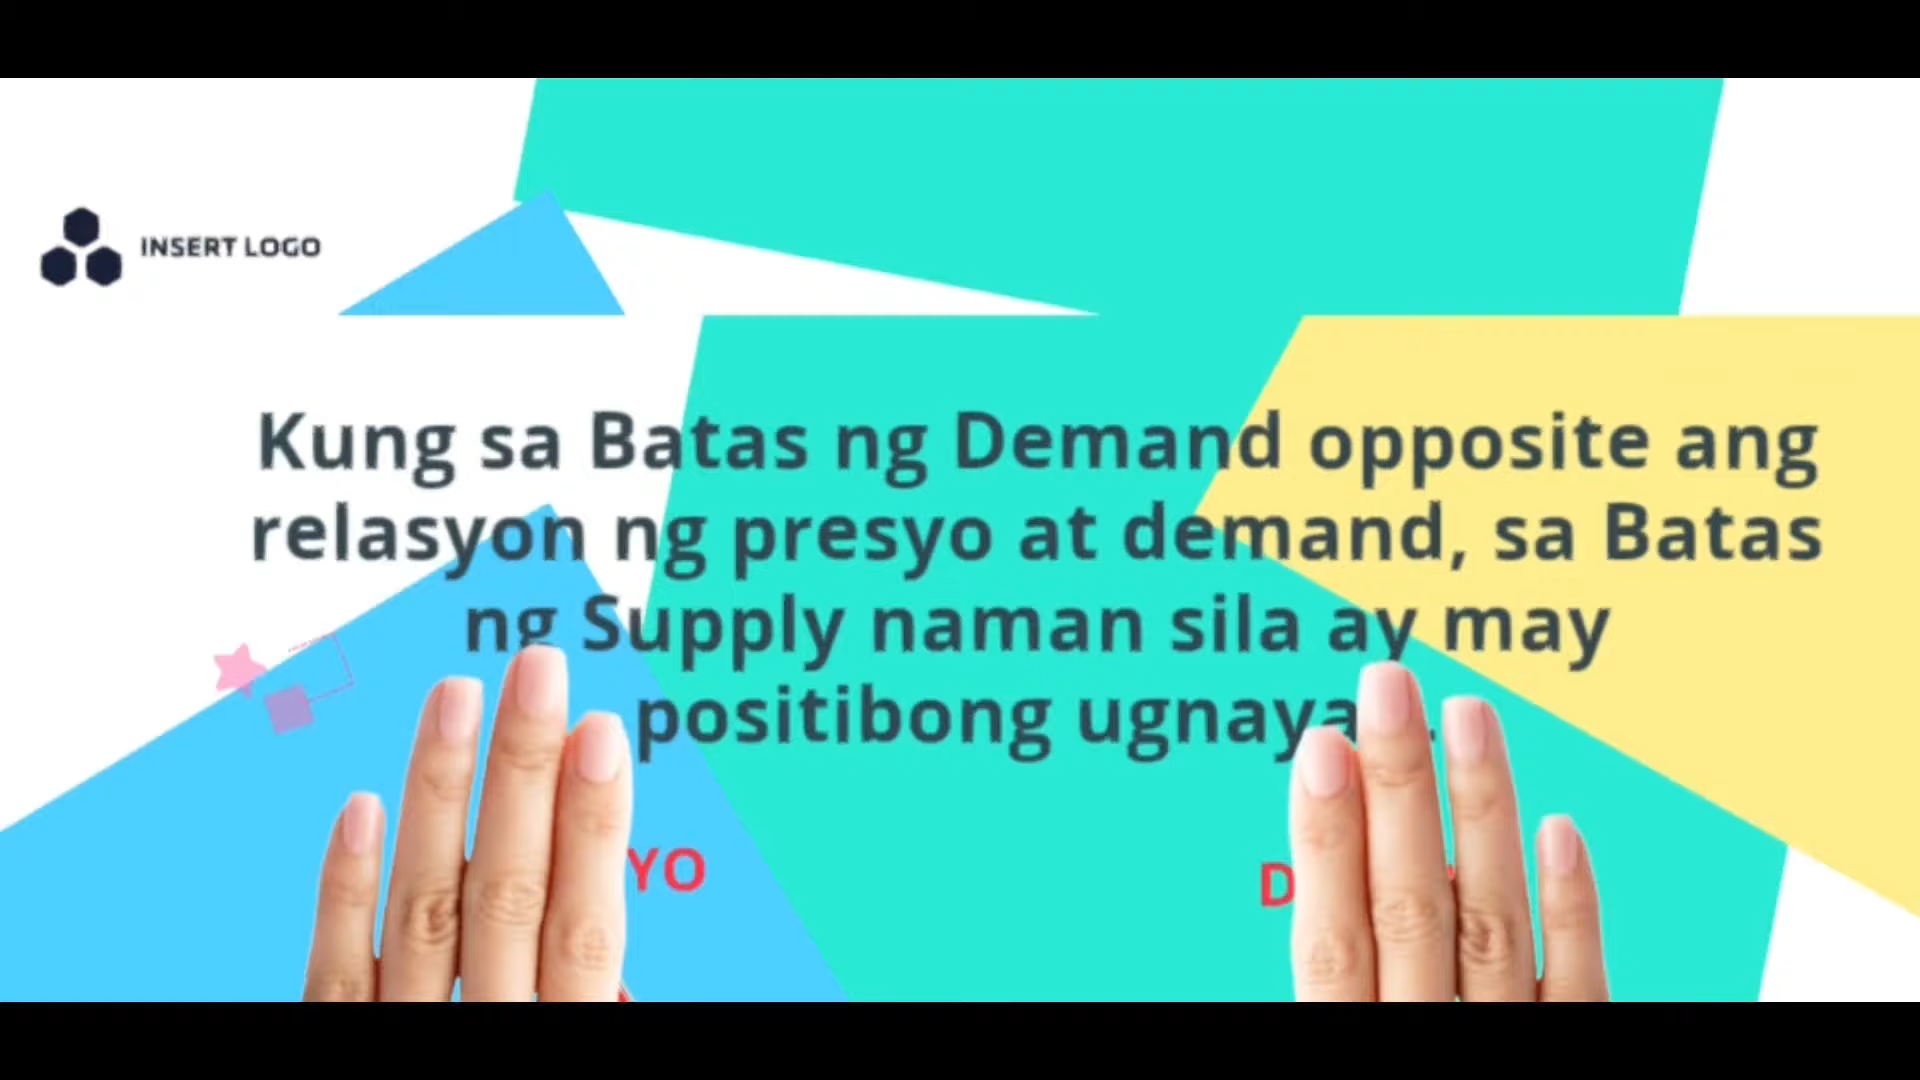 INSERT LOGO
Kung sa Batas ng Demand opposite ang
relasyon ng presyo at demand, sa Batas
ng Supply naman sila ay may
positibong